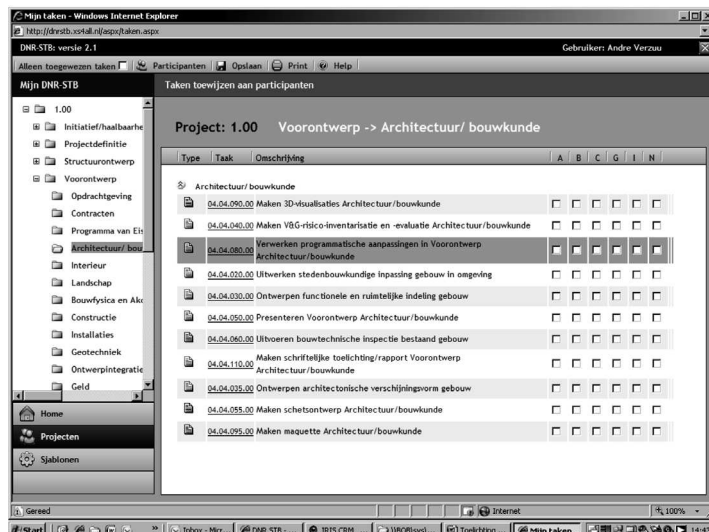 Mijn taken - Windows Internet Explorer
http://dnrstb.xs4all.nl/aspx/taken.aspx
DNR-STB: versie 2.1 Gebruiker: Andre Verzuu
Alleen toegewezen taken Participanten Opslaan Print Help
Mijn DNR-STB Taken toewijzen aan participanten
1.00
Initiatief/haalbaarhe
Projectdefinitie
Structuurontwerp
Voorontwerp
Opdrachtgeving
Contracten
Programma van Eis
Architectuur/ bou
Interieur
Landschap
Bouwfysica en Ako
Constructie
Installaties
Geotechniek
Ontwerpintegratie
Geld
Home
Projecten
Sjablonen
Project: 1.00 Voorontwerp -> Architectuur/ bouwkunde
Type Taak Omschrijving A B C G I N
Architectuur/bouwkunde
04.04.090.00 Maken 3D-visualisaties Architectuur/bouwkunde
04.04.040.00 Maken V&G-risico-inventarisatie en -evaluatie Architectuur/bouwkunde
04.04.080.00 Verwerken programmatische aanpassingen in Voorontwerp
Architectuur/bouwkunde
04.04.020.00 Uitwerken stedenbouwkundige inpassing gebouw in omgeving
04.04.030.00 Ontwerpen functionele en ruimtelijke indeling gebouw
04.04.050.00 Presenteren Voorontwerp Architectuur/bouwkunde
04.04.060.00 Uitvoeren bouwtechnische inspectie bestaand gebouw
04.04.110.00 Maken schriftelijke toelichting/rapport Voorontwerp
Architectuur/bouwkunde
04.04.035.00 Ontwerpen architectonische verschijningsvorm gebouw
04.04.055.00 Maken schetsontwerp Architectuur/bouwkunde
04.04.095.00 Maken maquette Architectuur/bouwkunde
Gereed Internet 100%
Start Inbox - Micr... DNR STB - ... IRIS CRM Toelichting ... Mijn taken 14:47